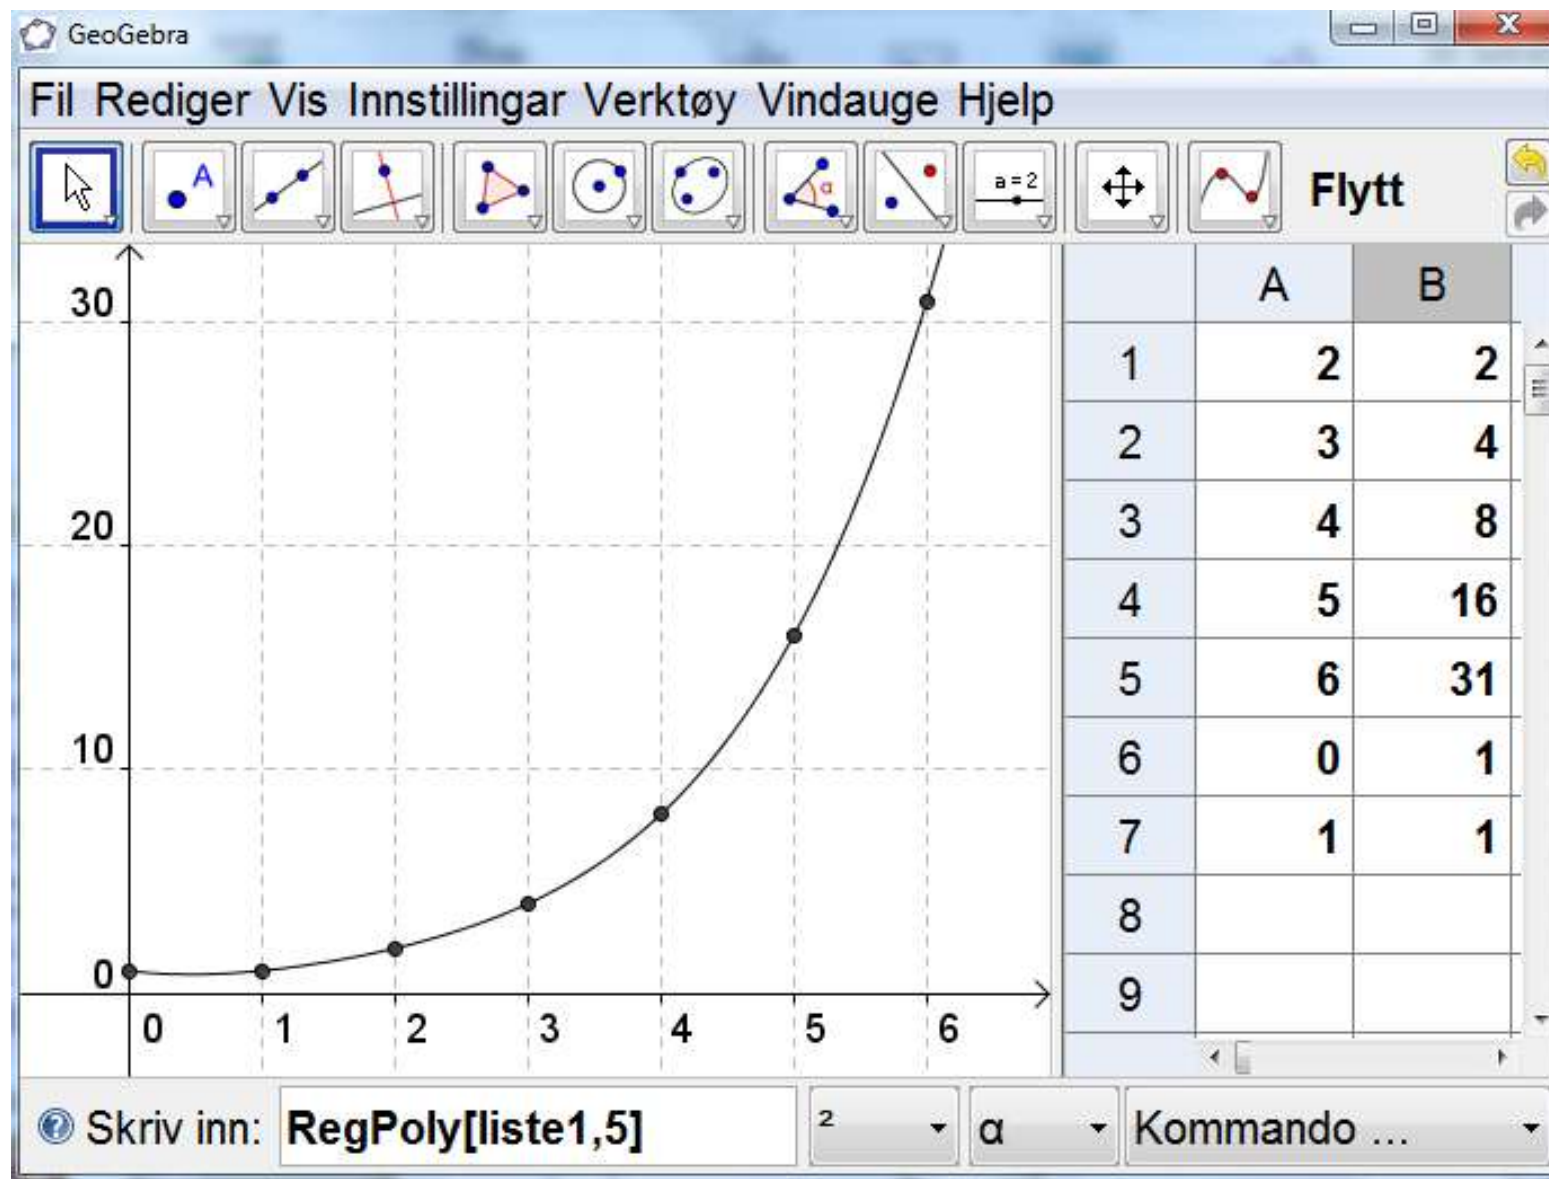 GeoGebra
Fil Rediger Vis Innstillingar Verktøy Vindauge Hjelp
A α a = 2 Flytt
30
20
10
0
0 1 2 3 4 5 6
A B
1 2 2
2 3 4
3 4 8
4 5 16
5 6 31
6 0 1
7 1 1
8
9
Skriv inn: RegPoly[liste1,5] ² α Kommando ...